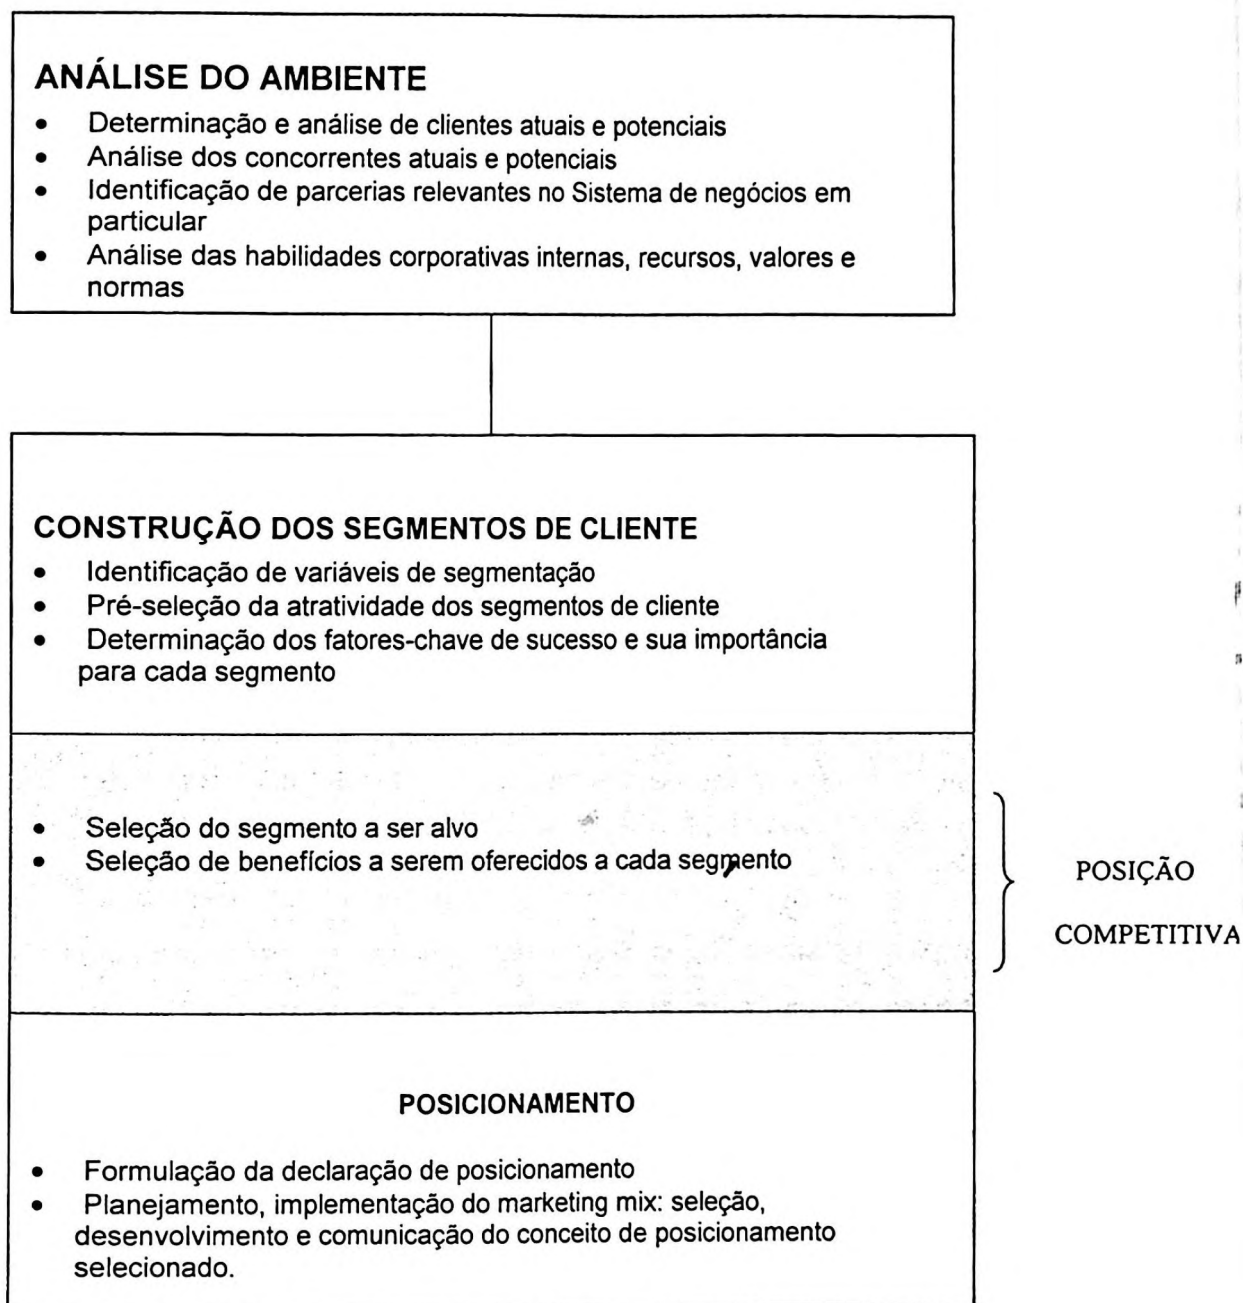 ANÁLISE DO AMBIENTE
• Determinação e análise de clientes atuais e potenciais
• Análise dos concorrentes atuais e potenciais
• Identificação de parcerias relevantes no Sistema de negócios em
particular
• Análise das habilidades corporativas internas, recursos, valores e
normas
CONSTRUÇÃO DOS SEGMENTOS DE CLIENTE
• Identificação de variáveis de segmentação
• Pré-seleção da atratividade dos segmentos de cliente
• Determinação dos fatores-chave de sucesso e sua importância
para cada segmento
• Seleção do segmento a ser alvo
• Seleção de benefícios a serem oferecidos a cada segmento
POSIÇÃO
COMPETITIVA
POSICIONAMENTO
• Formulação da declaração de posicionamento
• Planejamento, implementação do marketing mix: seleção,
desenvolvimento e comunicação do conceito de posicionamento
selecionado.